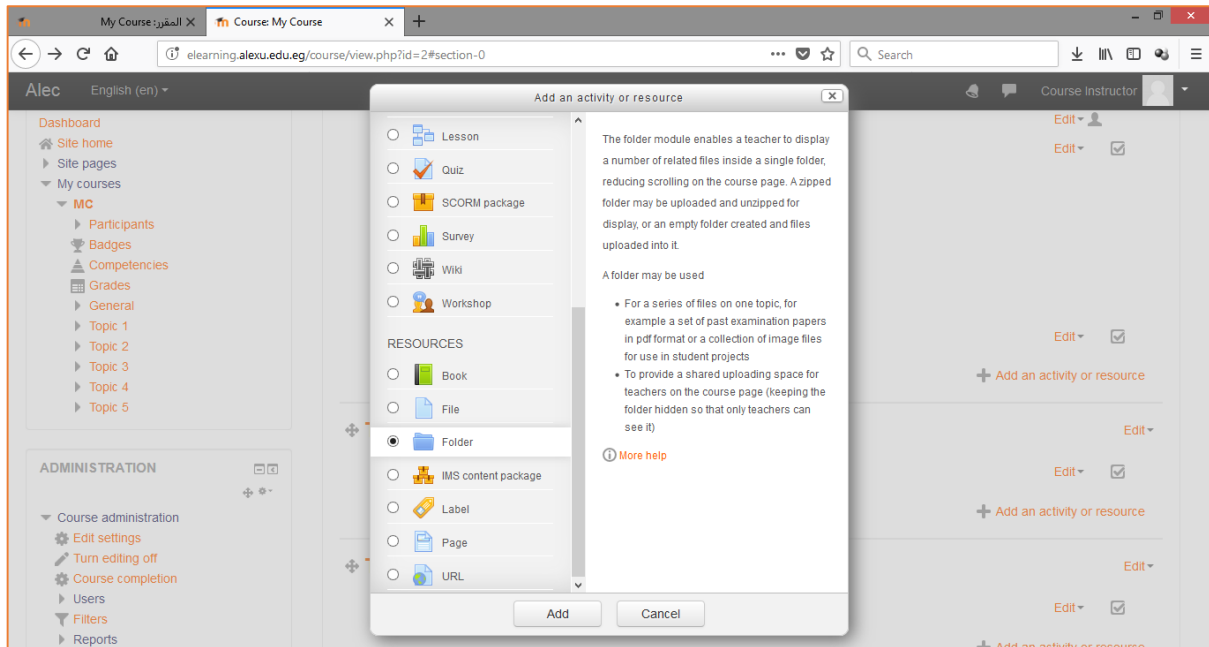 My Course :المقرر
Course: My Course
elearning.alexu.edu.eg/course/view.php?id=2#section-0
Search
Alec
English (en)
Course Instructor
Dashboard
Site home
Site pages
My courses
MC
Participants
Badges
Competencies
Grades
General
Topic 1
Topic 2
Topic 3
Topic 4
Topic 5
ADMINISTRATION
Course administration
Edit settings
Turn editing off
Course completion
Users
Filters
Reports
Add an activity or resource
Lesson
Quiz
SCORM package
Survey
Wiki
Workshop
RESOURCES
Book
File
Folder
IMS content package
Label
Page
URL
The folder module enables a teacher to display
a number of related files inside a single folder,
reducing scrolling on the course page. A zipped
folder may be uploaded and unzipped for
display, or an empty folder created and files
uploaded into it.
A folder may be used
For a series of files on one topic, for
example a set of past examination papers
in pdf format or a collection of image files
for use in student projects
To provide a shared uploading space for
teachers on the course page (keeping the
folder hidden so that only teachers can
see it)
More help
Add
Cancel
Edit
Edit
Edit
Add an activity or resource
Edit
Edit
Add an activity or resource
Edit
Edit
Add an activity or resource